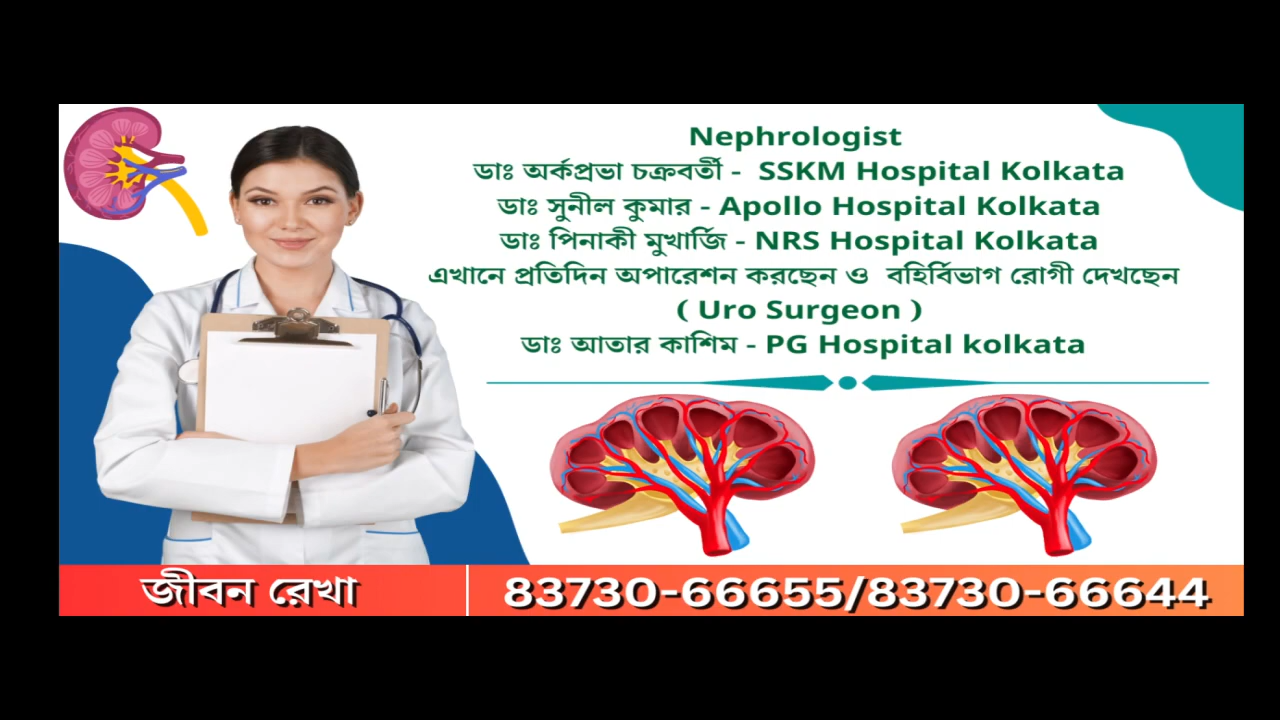 Nephrologist
ডাঃ অর্কপ্রভা চক্রবর্তী - SSKM Hospital Kolkata
ডাঃ সুনীল কুমার - Apollo Hospital Kolkata
ডাঃ পিনাকী মুখার্জি - NRS Hospital Kolkata
এখানে প্রতিদিন অপারেশন করছেন ও বহির্বিভাগ রোগী দেখছেন
( Uro Surgeon )
ডাঃ আতার কাশিম - PG Hospital kolkata
জীবন রেখা
83730-66655/83730-66644